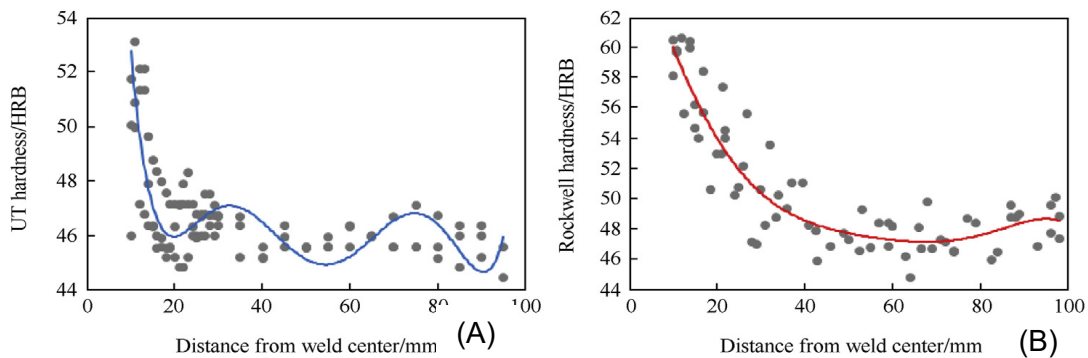 54
52
50
48
46
44
UT hardness/HRB
0 20 40 60 80 100
Distance from weld center/mm
(A)
62
60
58
56
54
52
50
48
46
44
Rockwell hardness/HRB
0 20 40 60 80 100
Distance from weld center/mm
(B)